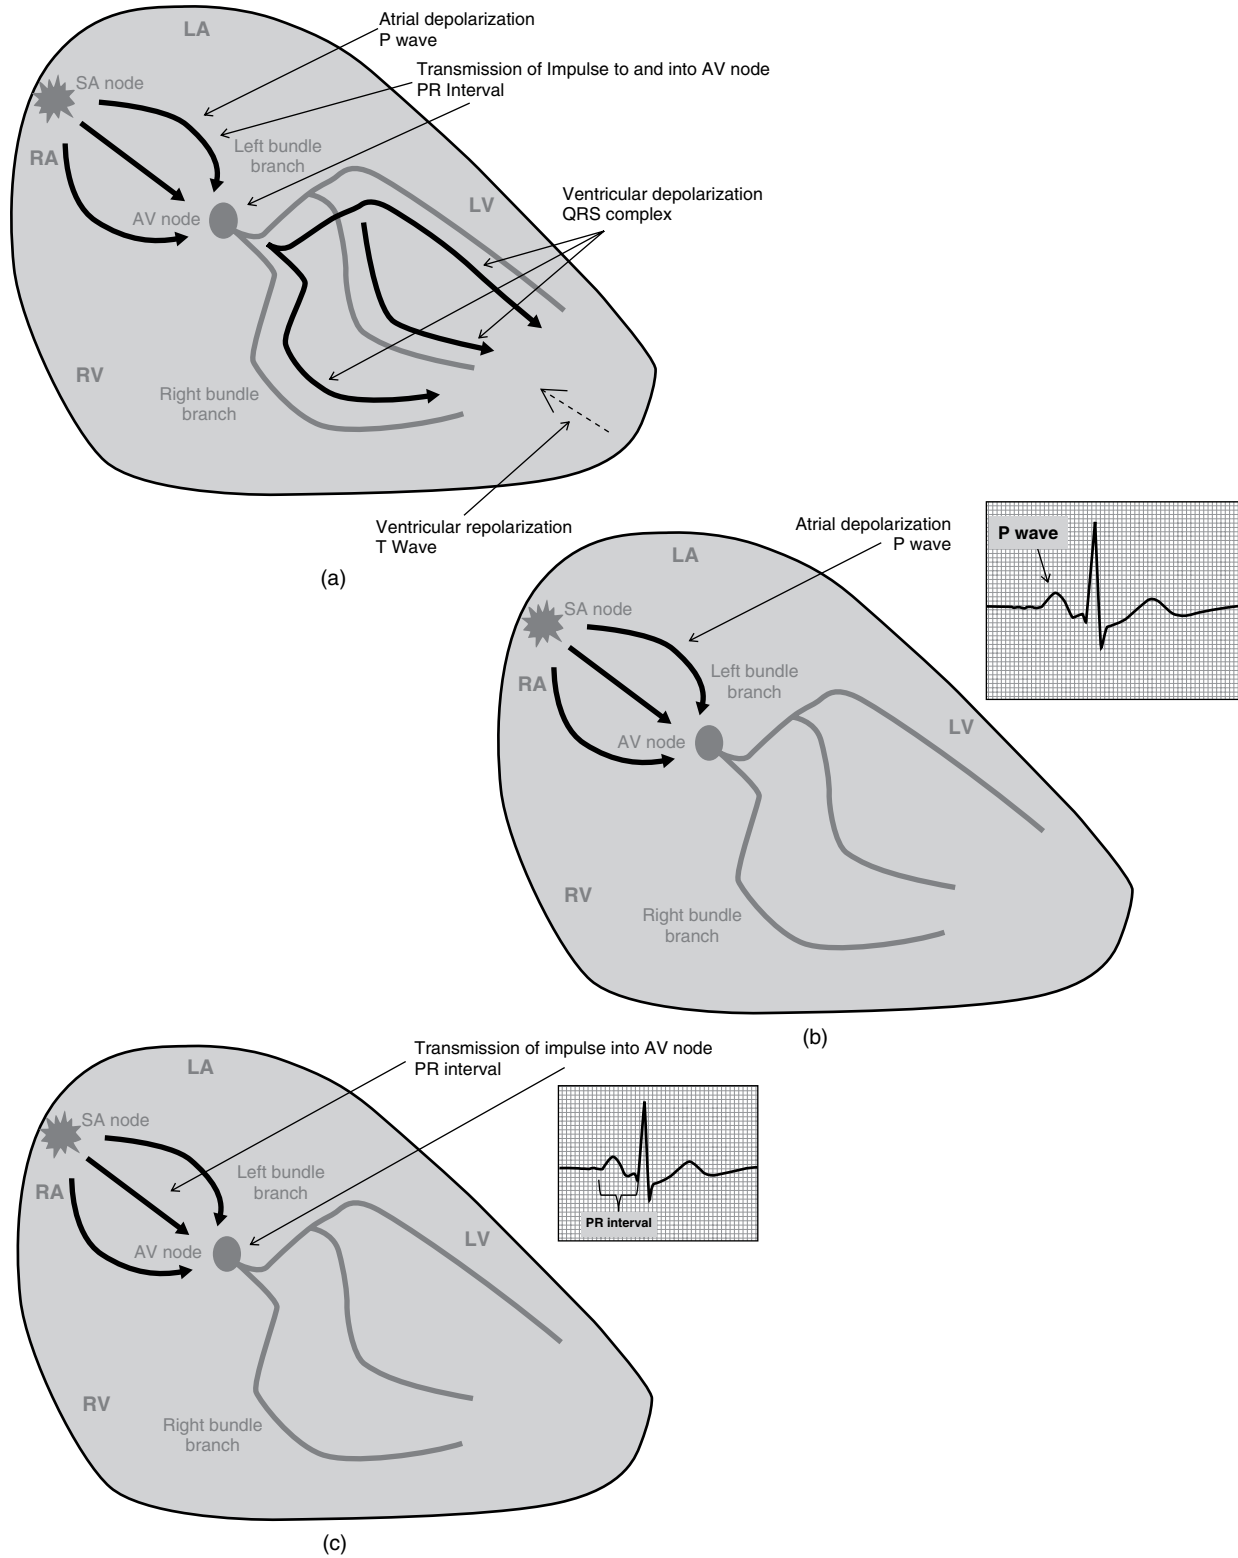 Atrial depolarization
P wave
LA
Transmission of Impulse to and into AV node
PR Interval
SA node
Left bundle
branch
RA
Ventricular depolarization
QRS complex
LV
AV node
RV
Right bundle
branch
Ventricular repolarization
T Wave
(a)
Atrial depolarization
P wave
P wave
LA
SA node
Left bundle
branch
RA
LV
AV node
RV
Right bundle
branch
(b)
Transmission of impulse into AV node
PR interval
LA
SA node
Left bundle
branch
RA
PR interval
LV
AV node
RV
Right bundle
branch
(c)